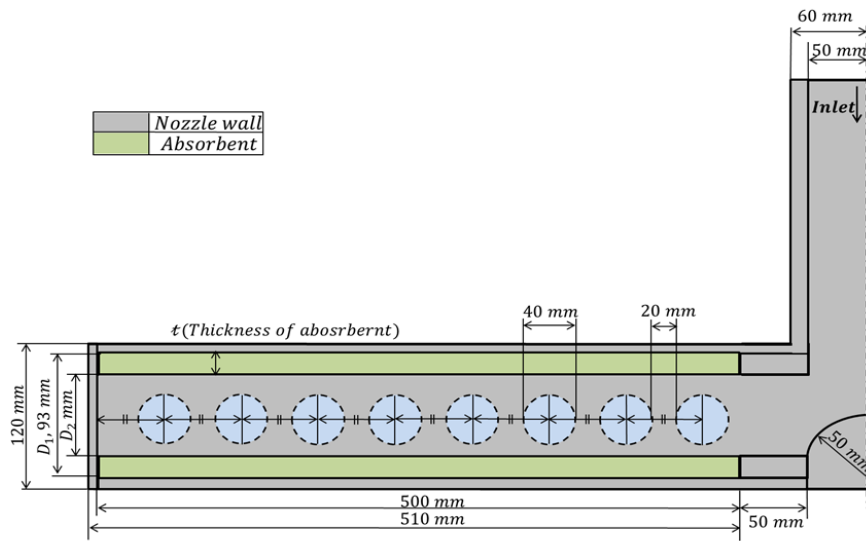 60 mm
50 mm
Inlet
Nozzle wall
Absorbent
t(Thickness of abosrbernt)
40 mm
20 mm
120 mm
D₁, 93 mm
D₂ mm
50 mm
500 mm
510 mm
50 mm